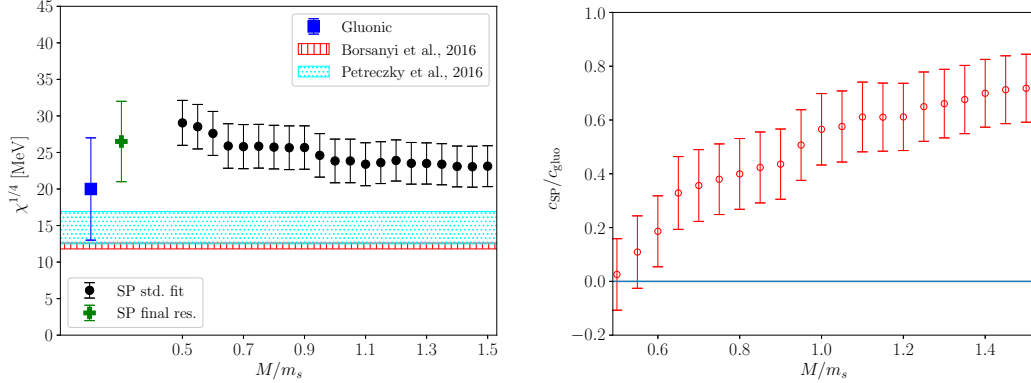 45
40
35
30
25
20
15
10
5
0
χ^{1/4} [MeV]
Gluonic
Borsanyi et al., 2016
Petreczky et al., 2016
SP std. fit
SP final res.
0.5 0.7 0.9 1.1 1.3 1.5
M/m_s
1.0
0.8
0.6
0.4
0.2
0.0
−0.2
c_SP/c_gluo
0.6 0.8 1.0 1.2 1.4
M/m_s